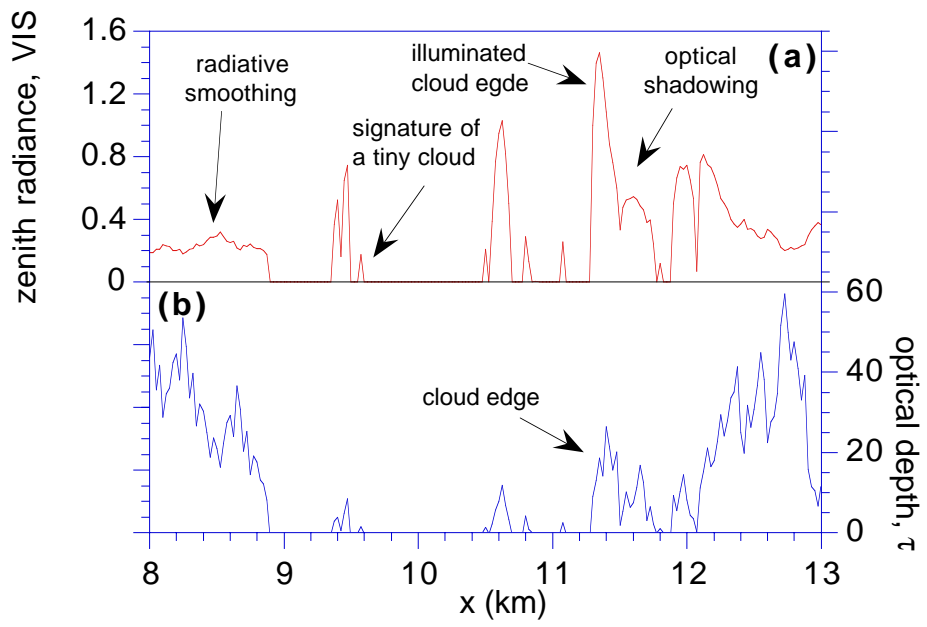 zenith radiance, VIS
1.6
1.2
0.8
0.4
0
(a)
radiative
smoothing
signature of
a tiny cloud
illuminated
cloud egde
optical
shadowing
(b)
cloud edge
60
40
20
0
optical depth, τ
8 9 10 11 12 13
x (km)